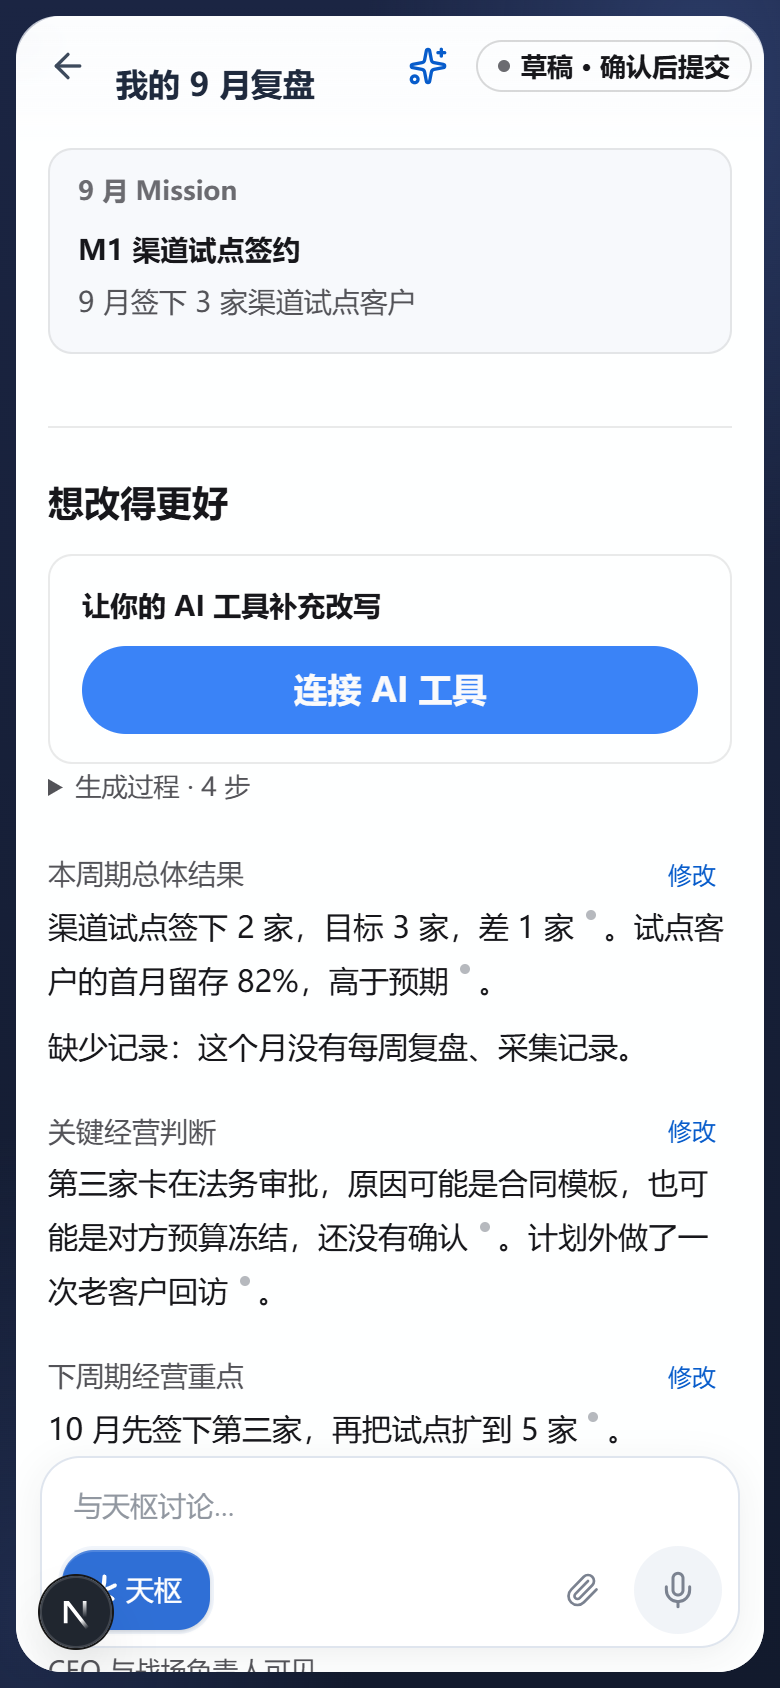 我的 9 月复盘
草稿 • 确认后提交
9 月 Mission
M1 渠道试点签约
9 月签下 3 家渠道试点客户
想改得更好
让你的 AI 工具补充改写
连接 AI 工具
生成过程 · 4 步
本周期总体结果
修改
渠道试点签下 2 家，目标 3 家，差 1 家 。试点客
户的首月留存 82%，高于预期 。
缺少记录：这个月没有每周复盘、采集记录。
关键经营判断
修改
第三家卡在法务审批，原因可能是合同模板，也可
能是对方预算冻结，还没有确认 。计划外做了一
次老客户回访 。
下周期经营重点
修改
10 月先签下第三家，再把试点扩到 5 家 。
与天枢讨论...
天枢
N
CEO 与战场负责人可见